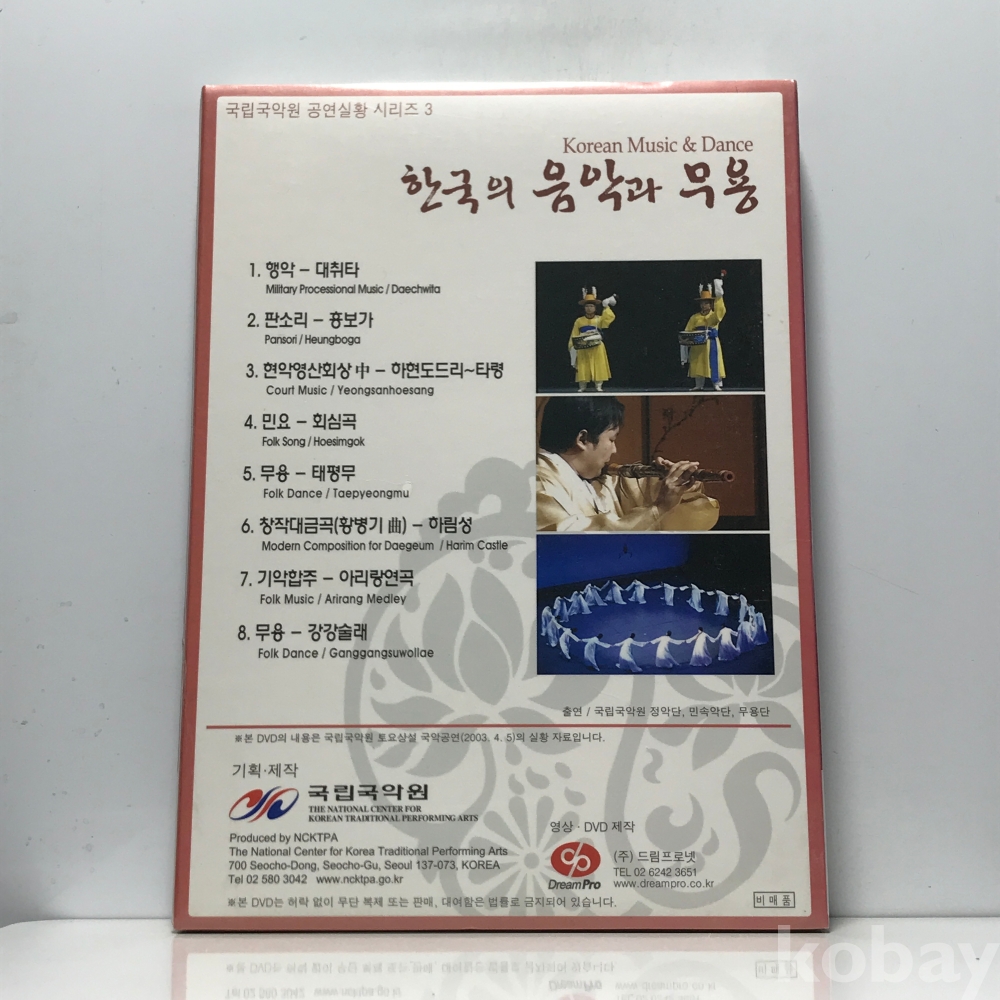 국립국악원 공연실황 시리즈 3
Korean Music & Dance
한국의 음악과 무용
1. 행악 – 대취타
Military Processional Music / Daechwita
2. 판소리 – 흥보가
Pansori / Heungboga
3. 현악영산회상 中 – 하현도드리~타령
Court Music / Yeongsanhoesang
4. 민요 – 회심곡
Folk Song / Hoesimgok
5. 무용 – 태평무
Folk Dance / Taepyeongmu
6. 창작대금곡(황병기 曲) – 하림성
Modern Composition for Daegeum / Harim Castle
7. 기악합주 – 아리랑연곡
Folk Music / Arirang Medley
8. 무용 – 강강술래
Folk Dance / Ganggangsuwollae
출연 / 국립국악원 정악단, 민속악단, 무용단
※본 DVD의 내용은 국립국악원 토요상설 국악공연(2003. 4. 5)의 실황 자료입니다.
기획·제작
국립국악원
THE NATIONAL CENTER FOR
KOREAN TRADITIONAL PERFORMING ARTS
Produced by NCKTPA
The National Center for Korea Traditional Performing Arts
700 Seocho-Dong, Seocho-Gu, Seoul 137-073, KOREA
Tel 02 580 3042 www.ncktpa.go.kr
영상 · DVD 제작
DreamPro
(주) 드림프로넷
TEL 02 6242 3651
www.dreampro.co.kr
※본 DVD는 허락 없이 무단 복제 또는 판매, 대여함은 법률로 금지되어 있습니다.
비매품
kobay